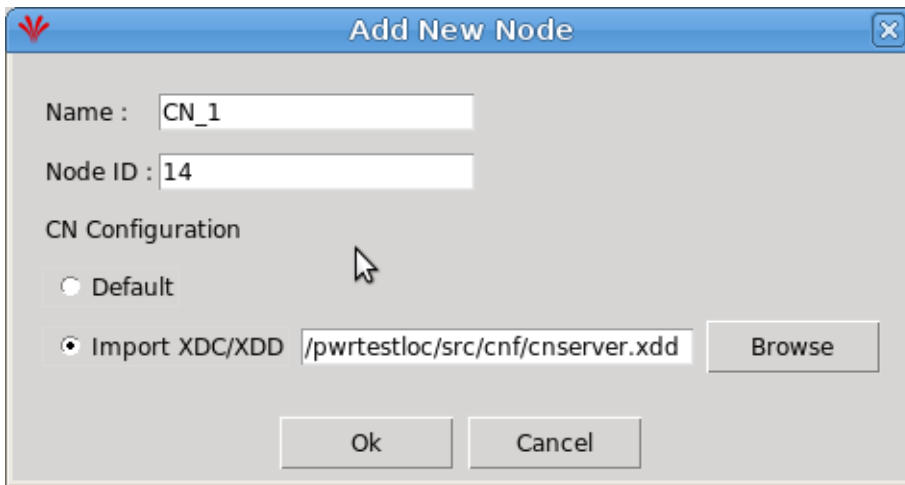 Add New Node
Name : CN_1
Node ID : 14
CN Configuration
Default
Import XDC/XDD /pwrtestloc/src/cnf/cnserver.xdd Browse
Ok Cancel